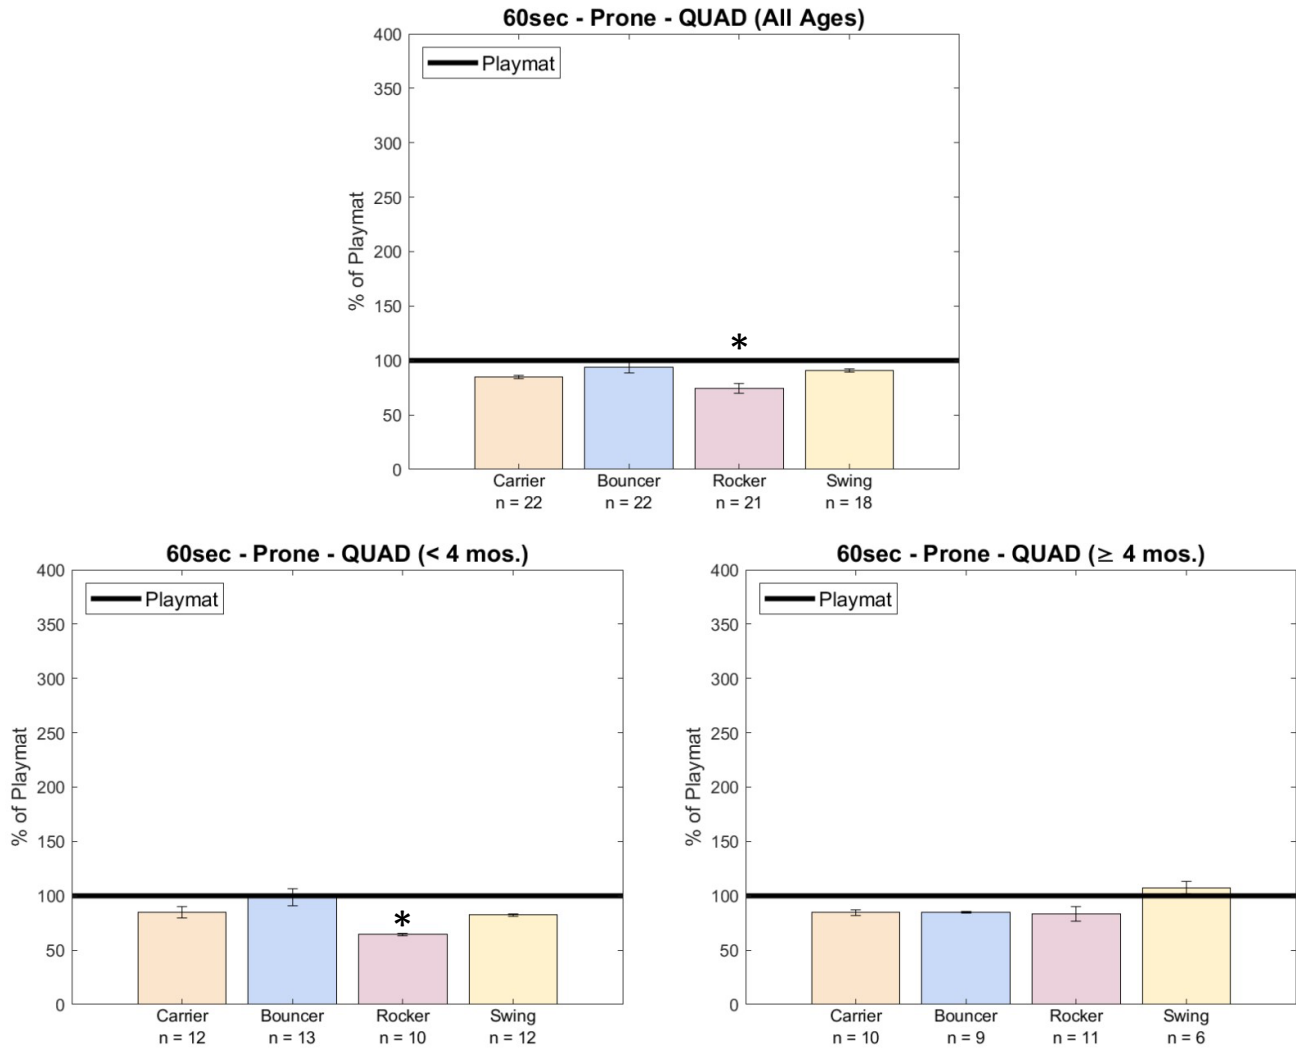 60sec - Prone - QUAD (All Ages)
Playmat
% of Playmat
400
350
300
250
200
150
100
50
0
*
Carrier Bouncer Rocker Swing
n = 22 n = 22 n = 21 n = 18
60sec - Prone - QUAD (< 4 mos.)
Playmat
% of Playmat
400
350
300
250
200
150
100
50
0
*
Carrier Bouncer Rocker Swing
n = 12 n = 13 n = 10 n = 12
60sec - Prone - QUAD (≥ 4 mos.)
Playmat
% of Playmat
400
350
300
250
200
150
100
50
0
Carrier Bouncer Rocker Swing
n = 10 n = 9 n = 11 n = 6